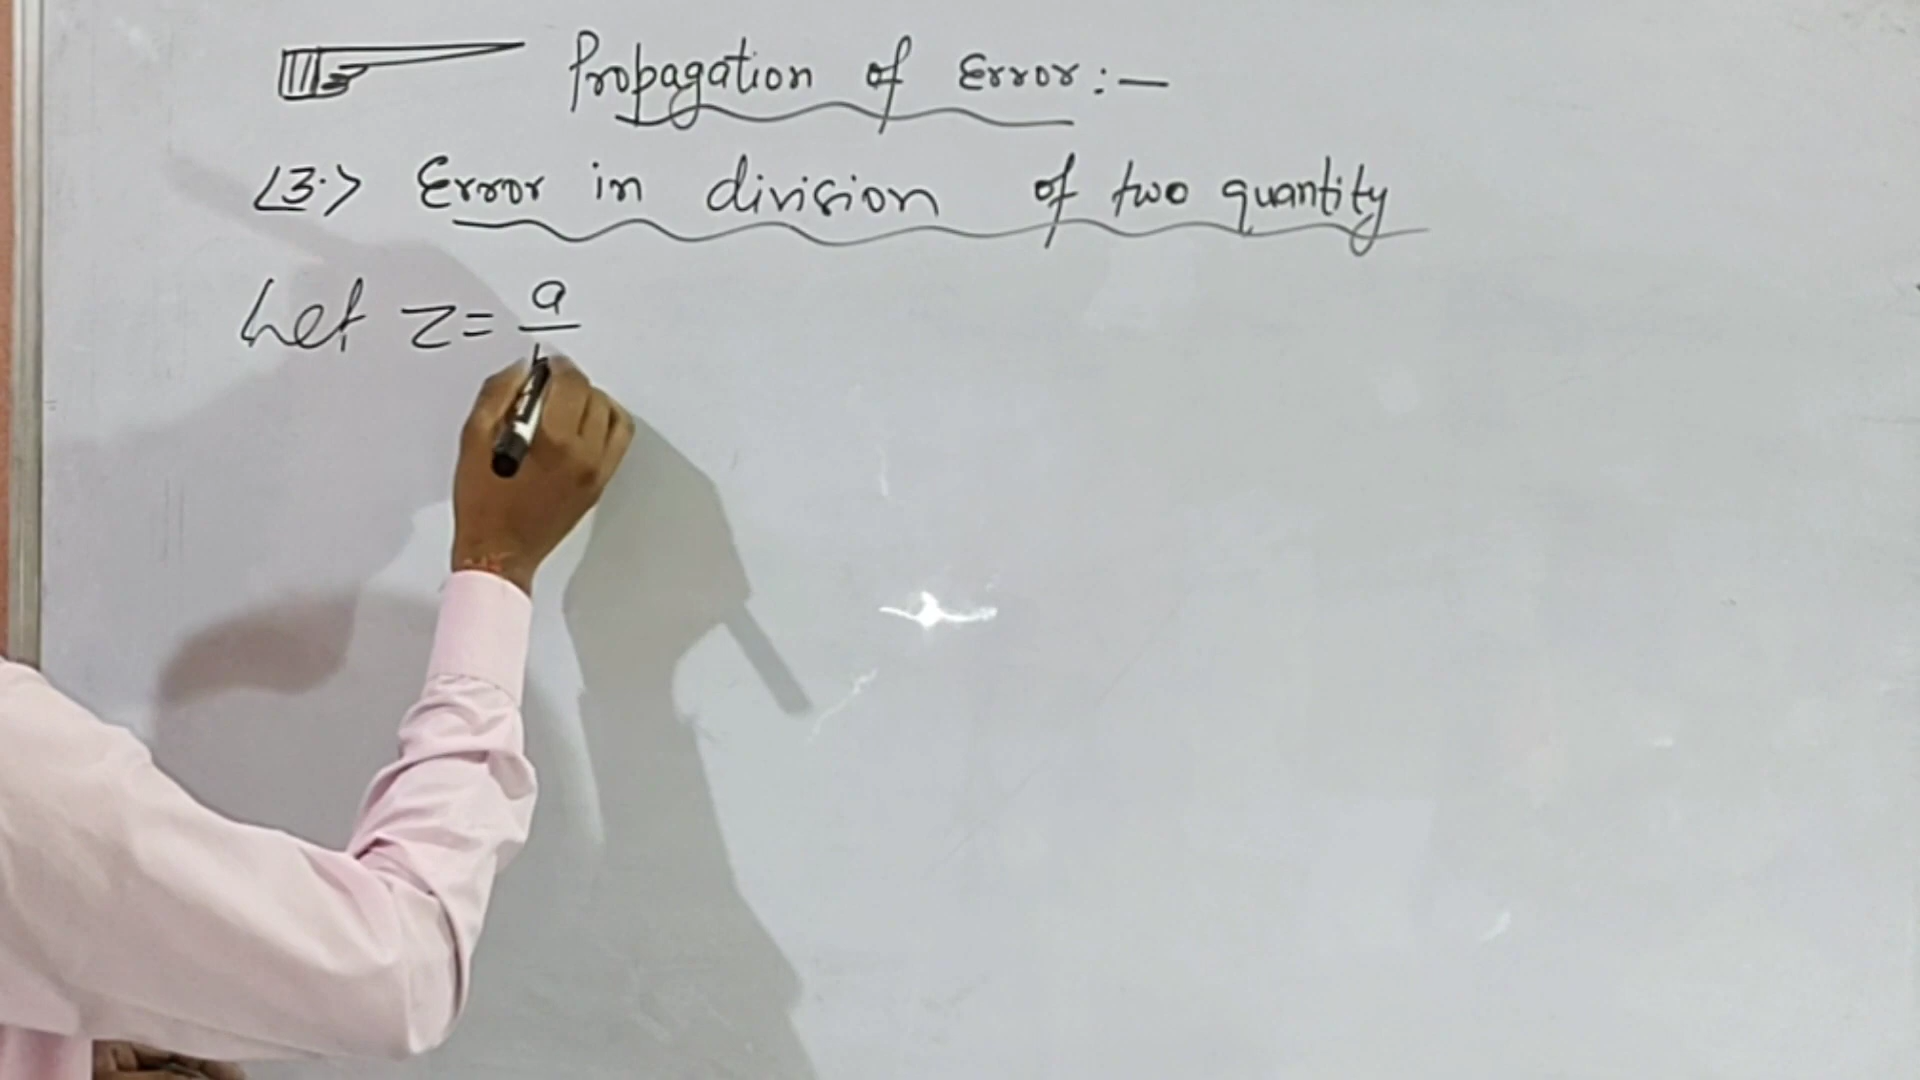 Propagation of Error:—
<3.> Error in division of two quantity
Let z = a/